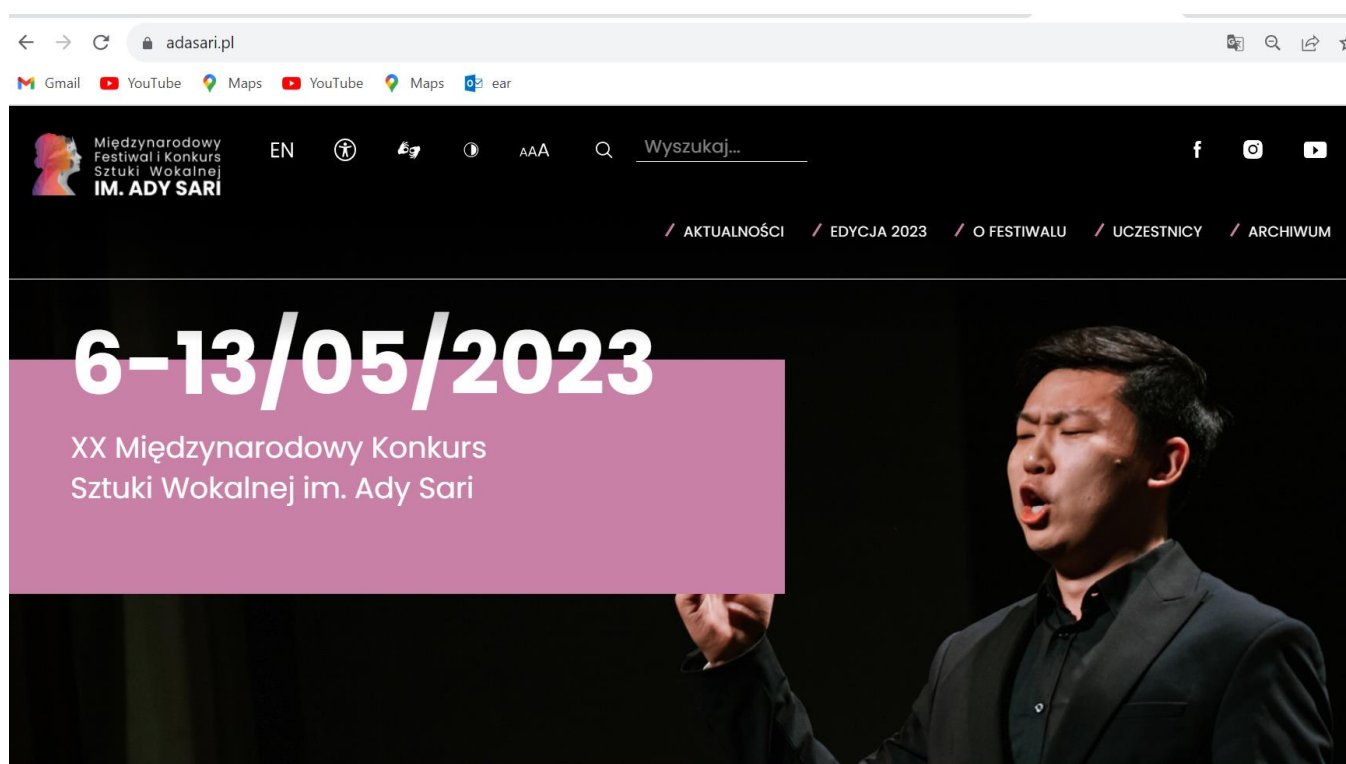 adasari.pl
Gmail YouTube Maps YouTube Maps ear
Międzynarodowy
Festiwal i Konkurs
Sztuki Wokalnej
IM. ADY SARI
EN AAA Wyszukaj...
/ AKTUALNOŚCI / EDYCJA 2023 / O FESTIWALU / UCZESTNICY / ARCHIWUM
6-13/05/2023
XX Międzynarodowy Konkurs
Sztuki Wokalnej im. Ady Sari